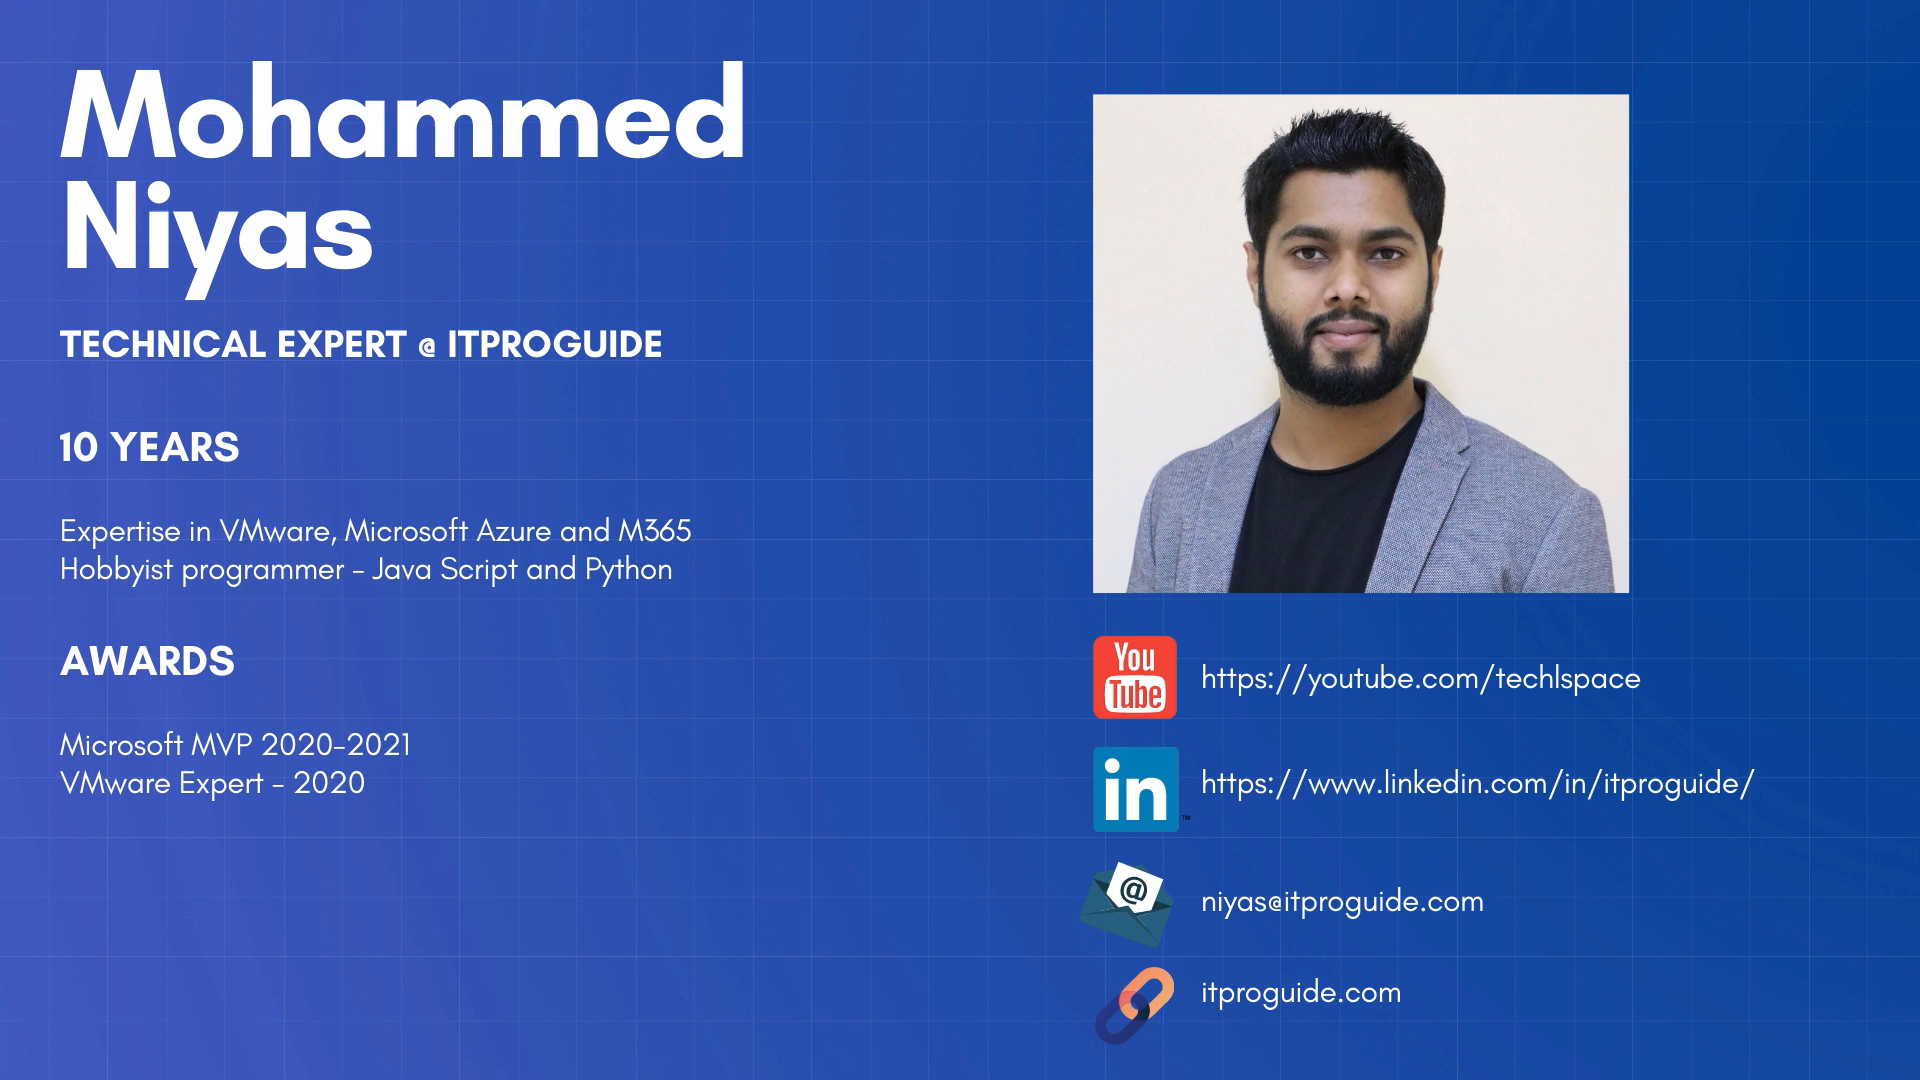 Mohammed
Niyas
TECHNICAL EXPERT @ ITPROGUIDE
10 YEARS
Expertise in VMware, Microsoft Azure and M365
Hobbyist programmer - Java Script and Python
AWARDS
Microsoft MVP 2020-2021
VMware Expert - 2020
You
Tube
https://youtube.com/techlspace
in
TM
https://www.linkedin.com/in/itproguide/
@
niyas@itproguide.com
itproguide.com